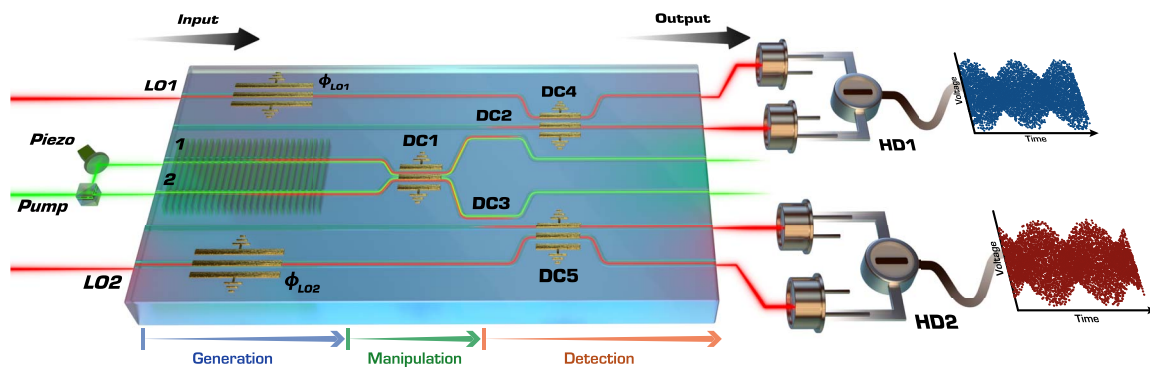 Input
Output
LO1
ϕLO1
DC4
DC2
Voltage
Time
HD1
Piezo
1
DC1
2
Pump
DC3
LO2
ϕLO2
DC5
Voltage
Time
HD2
Generation
Manipulation
Detection